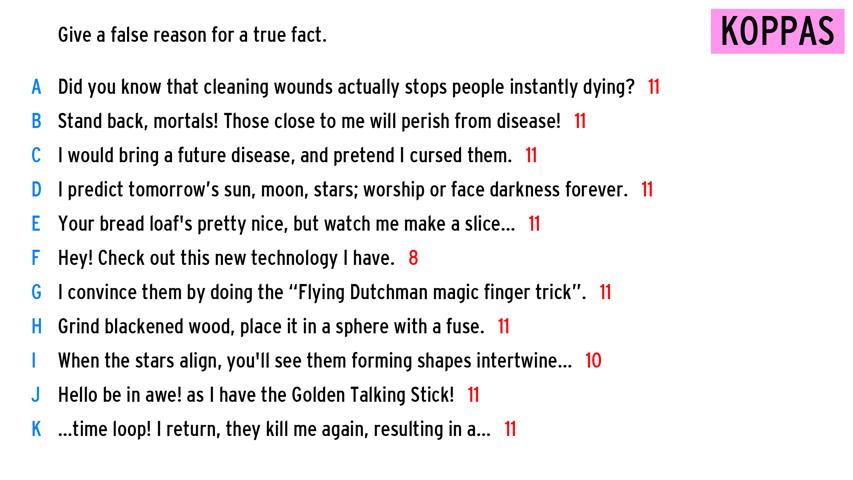 Give a false reason for a true fact.
KOPPAS
A Did you know that cleaning wounds actually stops people instantly dying? 11
B Stand back, mortals! Those close to me will perish from disease! 11
C I would bring a future disease, and pretend I cursed them. 11
D I predict tomorrow’s sun, moon, stars; worship or face darkness forever. 11
E Your bread loaf's pretty nice, but watch me make a slice... 11
F Hey! Check out this new technology I have. 8
G I convince them by doing the “Flying Dutchman magic finger trick”. 11
H Grind blackened wood, place it in a sphere with a fuse. 11
I When the stars align, you'll see them forming shapes intertwine... 10
J Hello be in awe! as I have the Golden Talking Stick! 11
K ...time loop! I return, they kill me again, resulting in a... 11